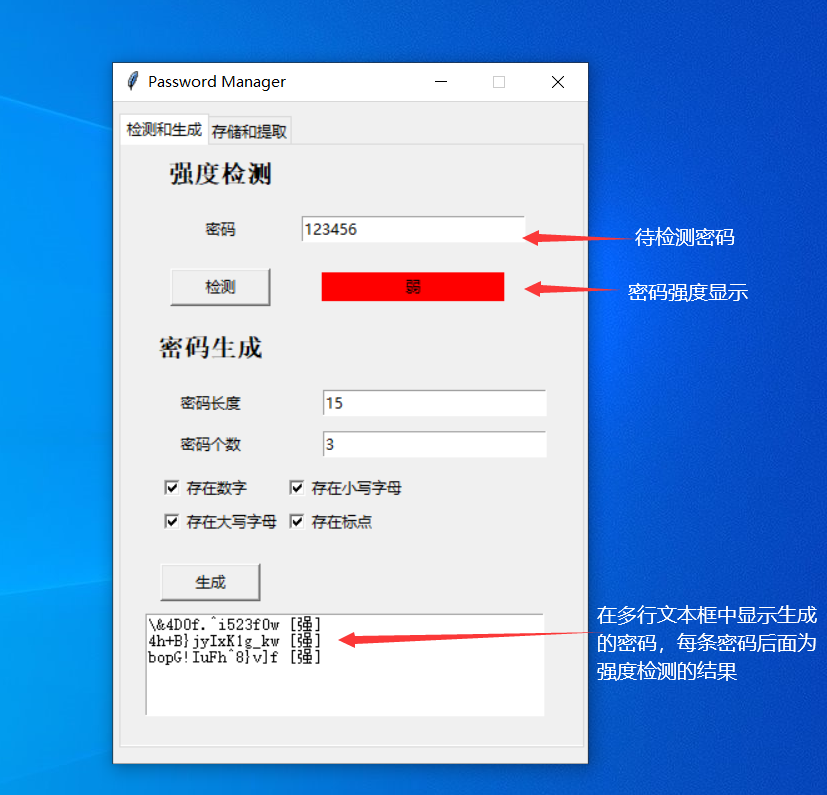 Password Manager
检测和生成 存储和提取
强度检测
密码 123456
待检测密码
检测 弱
密码强度显示
密码生成
密码长度 15
密码个数 3
存在数字 存在小写字母
存在大写字母 存在标点
生成
\&4D0f.^i523f0w [强]
4h+B}jyIxK1g_kw [强]
bopG!IuFh^8}v]f [强]
在多行文本框中显示生成
的密码，每条密码后面为
强度检测的结果